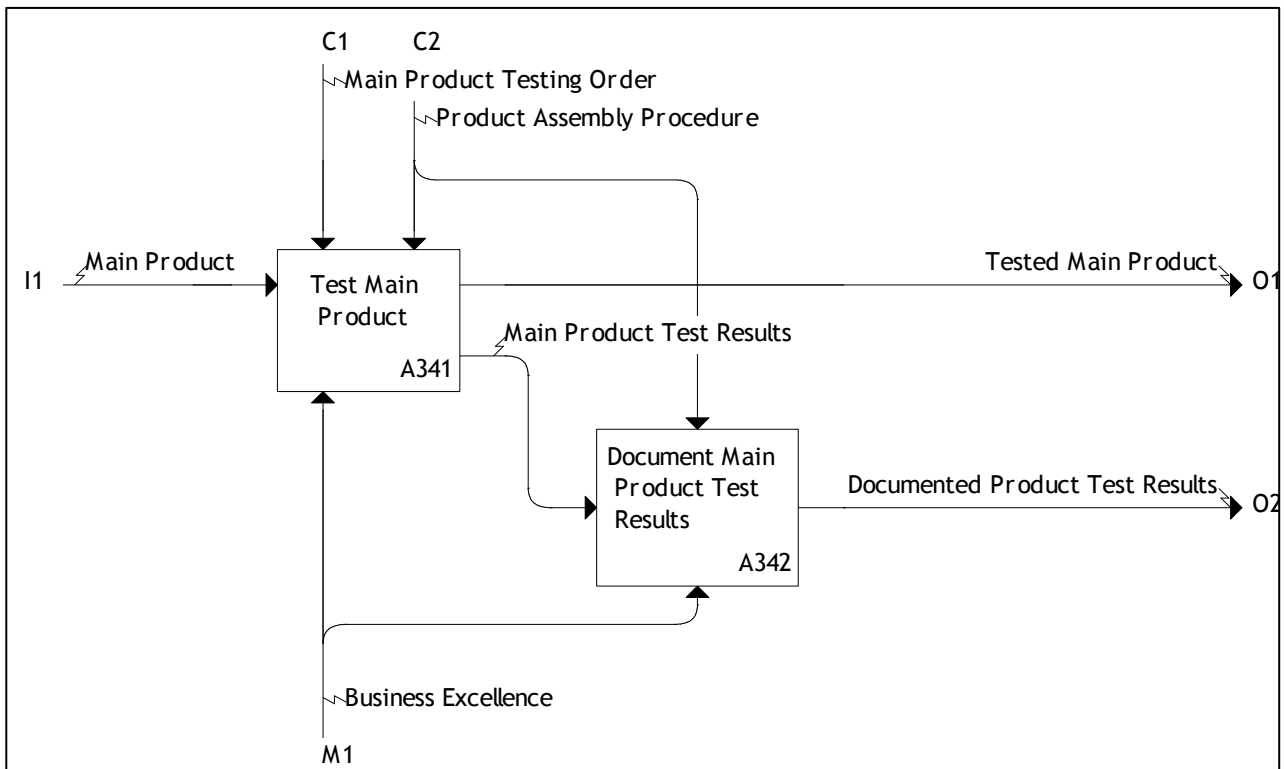 C1
C2
Main Product Testing Order
Product Assembly Procedure
I1
Main Product
Test Main
Product
A341
Tested Main Product
O1
Main Product Test Results
Document Main
Product Test
Results
A342
Documented Product Test Results
O2
Business Excellence
M1